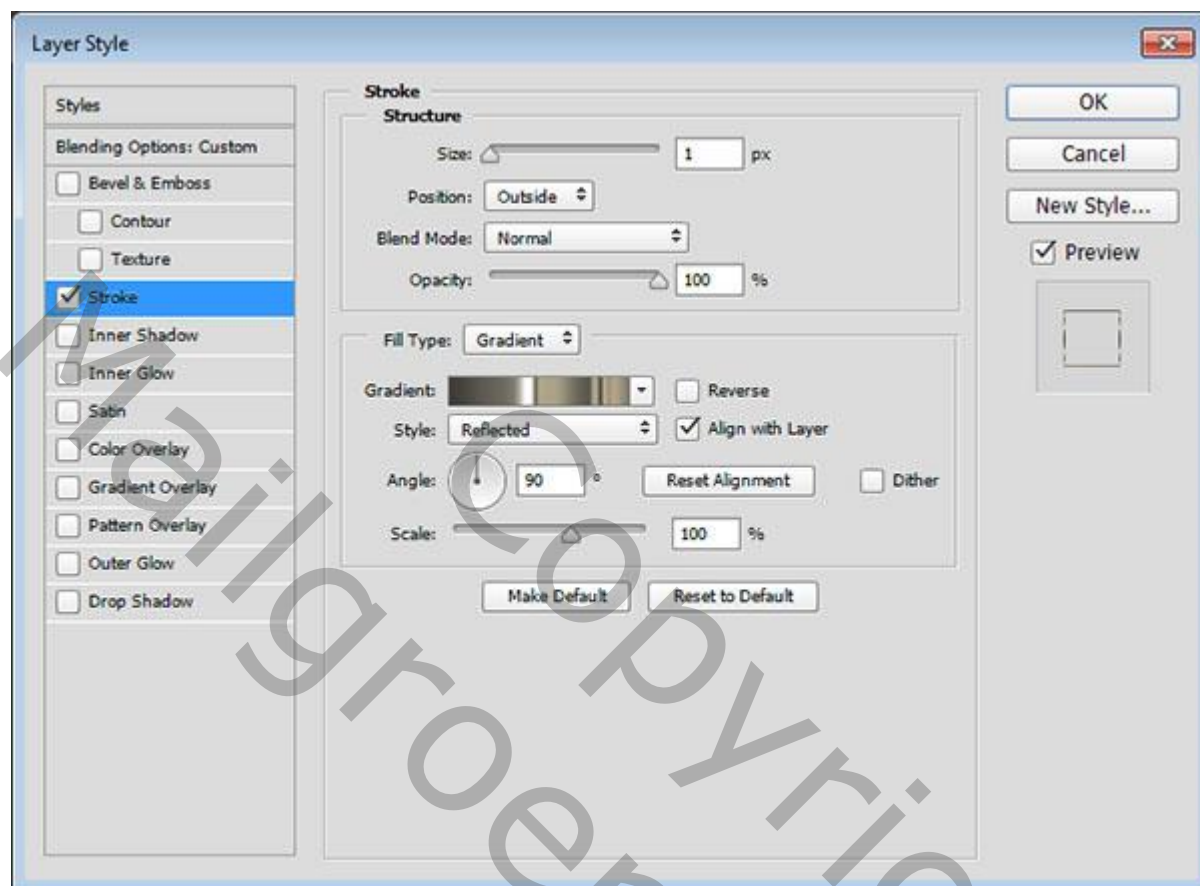 Layer Style
Styles
Blending Options: Custom
Bevel & Emboss
Contour
Texture
Stroke
Inner Shadow
Inner Glow
Satin
Color Overlay
Gradient Overlay
Pattern Overlay
Outer Glow
Drop Shadow
Stroke
Structure
Size: 1 px
Position: Outside
Blend Mode: Normal
Opacity: 100 %
Fill Type: Gradient
Gradient: Reverse
Style: Reflected Align with Layer
Angle: 90 ° Reset Alignment Dither
Scale: 100 %
Make Default Reset to Default
OK
Cancel
New Style...
Preview